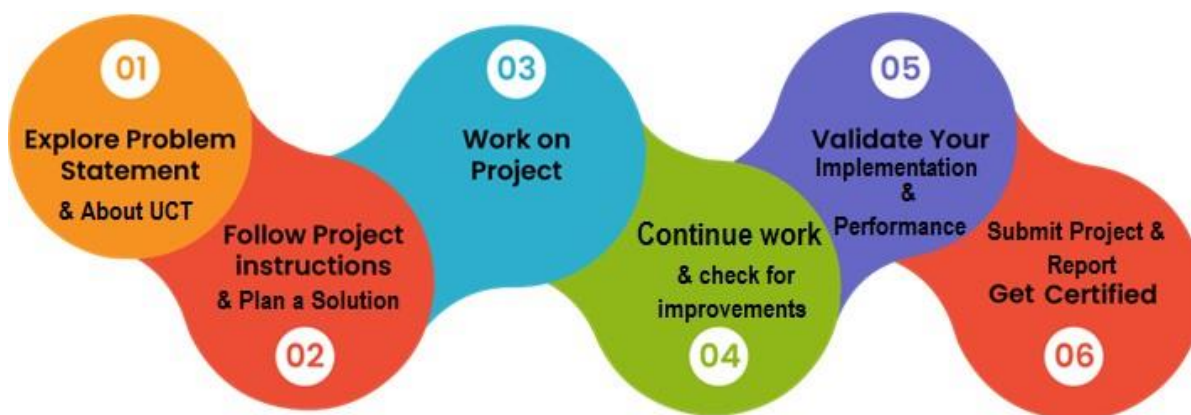 01
Explore Problem
Statement
& About UCT
Follow Project
instructions
& Plan a Solution
02
03
Work on
Project
Continue work
& check for
improvements
04
05
Validate Your
Implementation
&
Performance
Submit Project &
Report
Get Certified
06